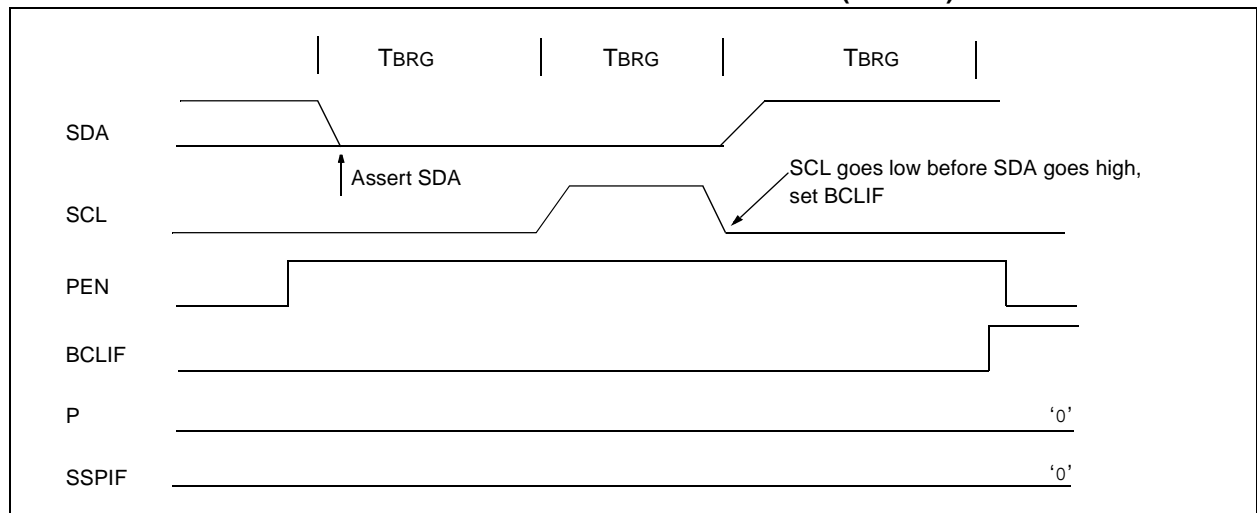 TBRG TBRG TBRG
SDA
Assert SDA
SCL goes low before SDA goes high,
set BCLIF
SCL
PEN
BCLIF
P
'0'
SSPIF
'0'